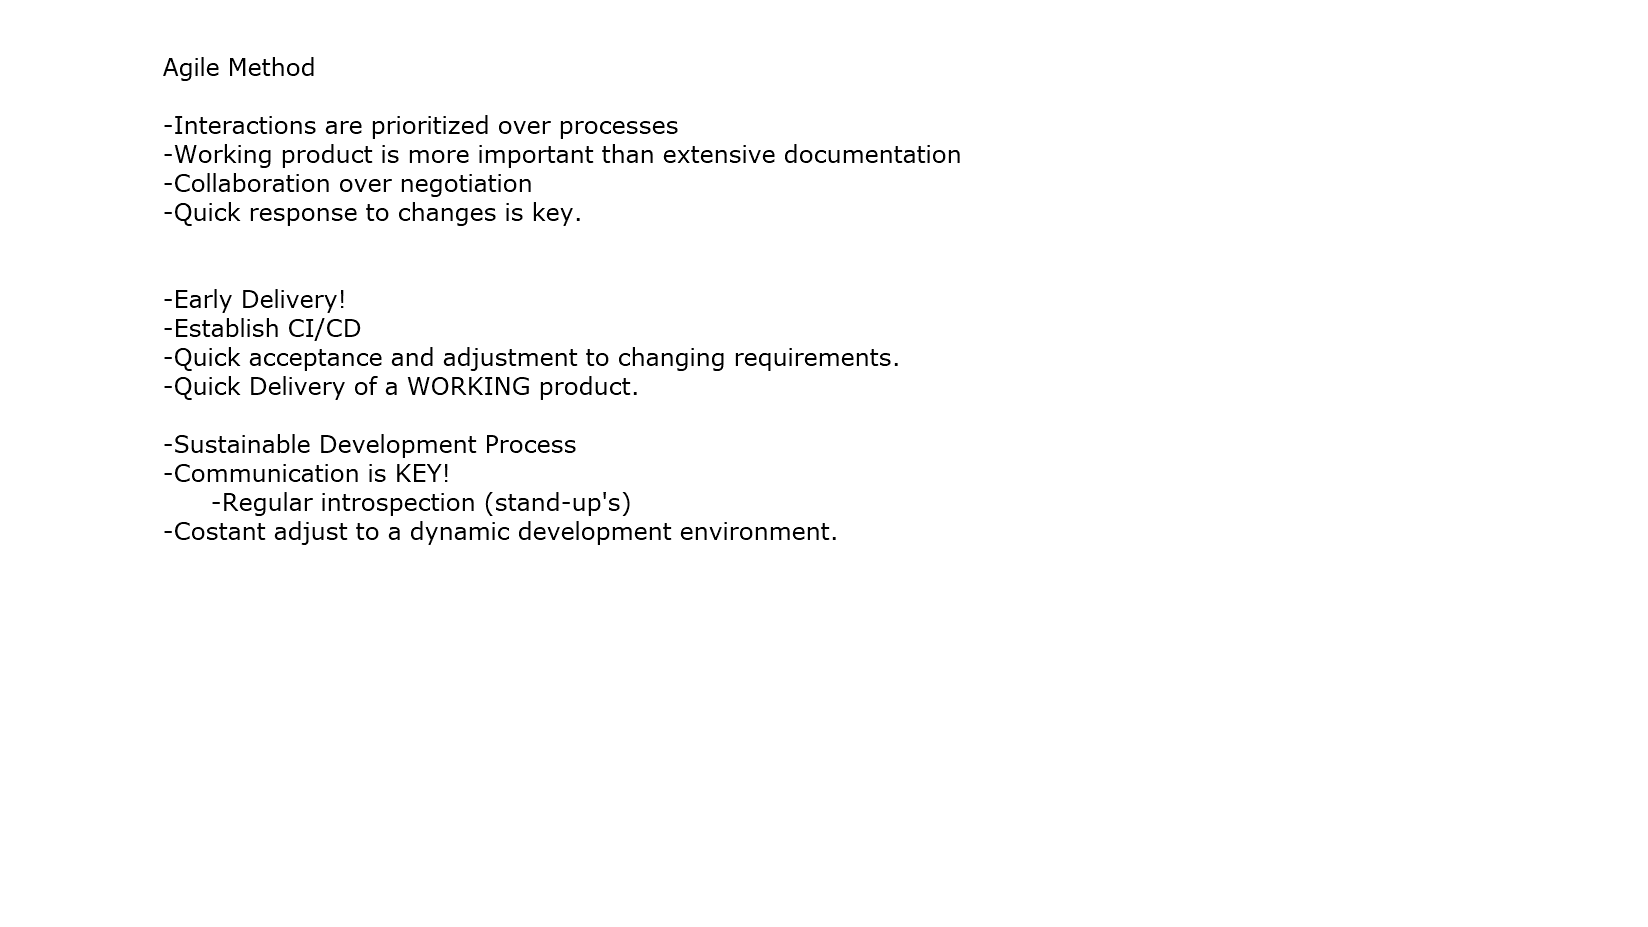 Agile Method
-Interactions are prioritized over processes
-Working product is more important than extensive documentation
-Collaboration over negotiation
-Quick response to changes is key.
-Early Delivery!
-Establish CI/CD
-Quick acceptance and adjustment to changing requirements.
-Quick Delivery of a WORKING product.
-Sustainable Development Process
-Communication is KEY!
-Regular introspection (stand-up's)
-Costant adjust to a dynamic development environment.